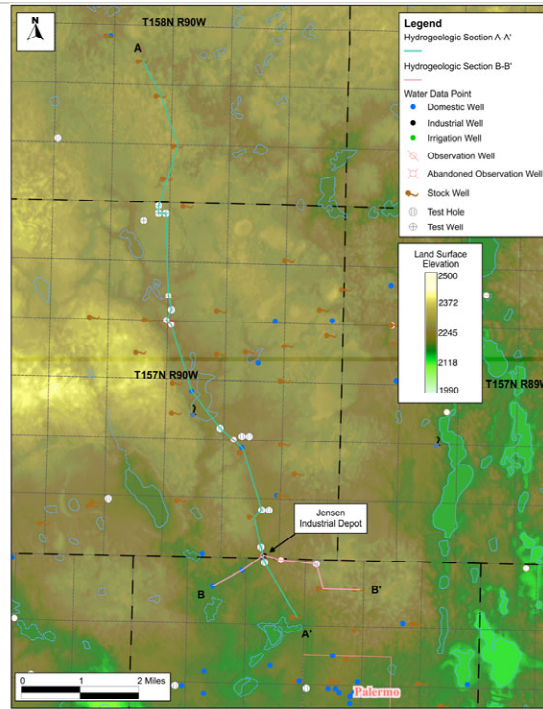 N
T158N R90W
A
Legend
Hydrogeologic Section A-A'
Hydrogeologic Section B-B'
Water Data Point
Domestic Well
Industrial Well
Irrigation Well
Observation Well
Abandoned Observation Well
Stock Well
Test Hole
Test Well
Land Surface
Elevation
2500
2372
2245
2118
1990
T157N R90W
T157N R89W
Jensen
Industrial Depot
B
B'
A'
0 1 2 Miles
Palermo